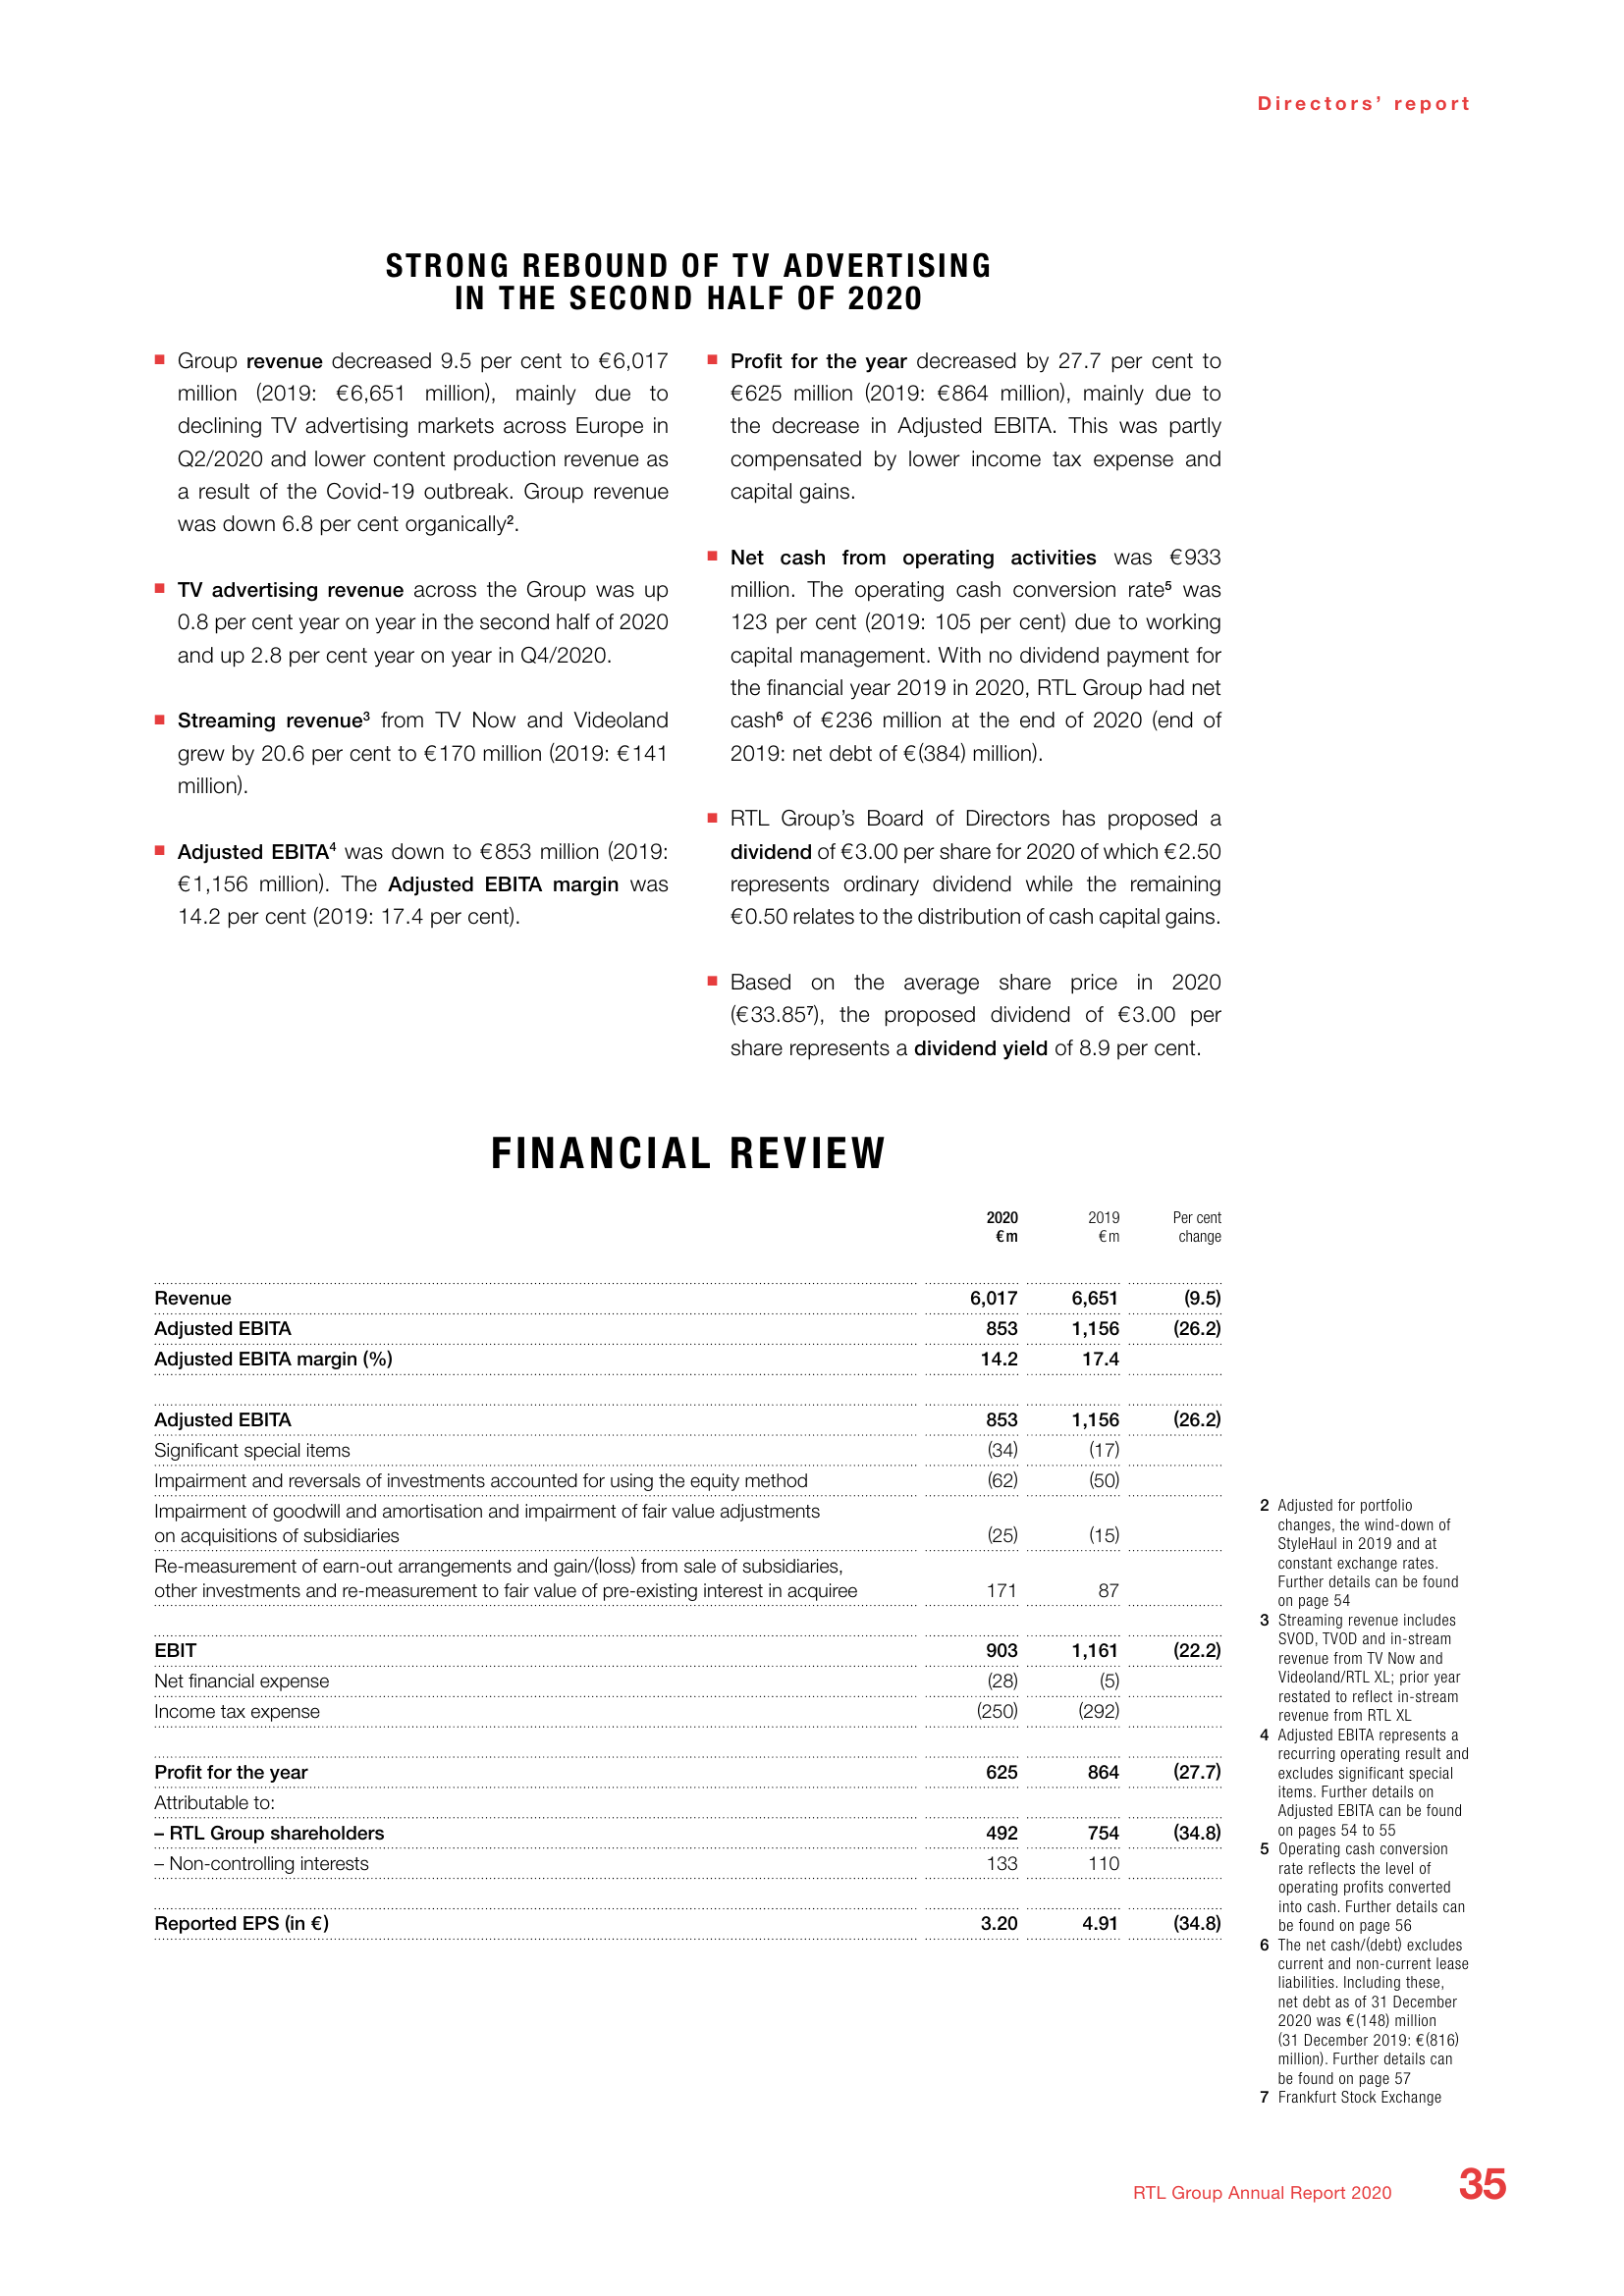 Directors' report
STRONG REBOUND OF TV ADVERTISING
IN THE SECOND HALF OF 2020
■ Group revenue decreased 9.5 per cent to €6,017
million (2019: €6,651 million), mainly due to
declining TV advertising markets across Europe in
Q2/2020 and lower content production revenue as
a result of the Covid-19 outbreak. Group revenue
was down 6.8 per cent organically².
■ TV advertising revenue across the Group was up
0.8 per cent year on year in the second half of 2020
and up 2.8 per cent year on year in Q4/2020.
■ Streaming revenue³ from TV Now and Videoland
grew by 20.6 per cent to €170 million (2019: €141
million).
■ Adjusted EBITA⁴ was down to €853 million (2019:
€1,156 million). The Adjusted EBITA margin was
14.2 per cent (2019: 17.4 per cent).
■ Profit for the year decreased by 27.7 per cent to
€625 million (2019: €864 million), mainly due to
the decrease in Adjusted EBITA. This was partly
compensated by lower income tax expense and
capital gains.
■ Net cash from operating activities was €933
million. The operating cash conversion rate⁵ was
123 per cent (2019: 105 per cent) due to working
capital management. With no dividend payment for
the financial year 2019 in 2020, RTL Group had net
cash⁶ of €236 million at the end of 2020 (end of
2019: net debt of €(384) million).
■ RTL Group's Board of Directors has proposed a
dividend of €3.00 per share for 2020 of which €2.50
represents ordinary dividend while the remaining
€0.50 relates to the distribution of cash capital gains.
■ Based on the average share price in 2020
(€33.85⁷), the proposed dividend of €3.00 per
share represents a dividend yield of 8.9 per cent.
FINANCIAL REVIEW
2020 2019 Per cent
€m €m change
Revenue 6,017 6,651 (9.5)
Adjusted EBITA 853 1,156 (26.2)
Adjusted EBITA margin (%) 14.2 17.4
Adjusted EBITA 853 1,156 (26.2)
Significant special items (34) (17)
Impairment and reversals of investments accounted for using the equity method (62) (50)
Impairment of goodwill and amortisation and impairment of fair value adjustments
on acquisitions of subsidiaries (25) (15)
Re-measurement of earn-out arrangements and gain/(loss) from sale of subsidiaries,
other investments and re-measurement to fair value of pre-existing interest in acquiree 171 87
EBIT 903 1,161 (22.2)
Net financial expense (28) (5)
Income tax expense (250) (292)
Profit for the year 625 864 (27.7)
Attributable to:
– RTL Group shareholders 492 754 (34.8)
– Non-controlling interests 133 110
Reported EPS (in €) 3.20 4.91 (34.8)
2 Adjusted for portfolio
changes, the wind-down of
StyleHaul in 2019 and at
constant exchange rates.
Further details can be found
on page 54
3 Streaming revenue includes
SVOD, TVOD and in-stream
revenue from TV Now and
Videoland/RTL XL; prior year
restated to reflect in-stream
revenue from RTL XL
4 Adjusted EBITA represents a
recurring operating result and
excludes significant special
items. Further details on
Adjusted EBITA can be found
on pages 54 to 55
5 Operating cash conversion
rate reflects the level of
operating profits converted
into cash. Further details can
be found on page 56
6 The net cash/(debt) excludes
current and non-current lease
liabilities. Including these,
net debt as of 31 December
2020 was €(148) million
(31 December 2019: €(816)
million). Further details can
be found on page 57
7 Frankfurt Stock Exchange
RTL Group Annual Report 2020 35